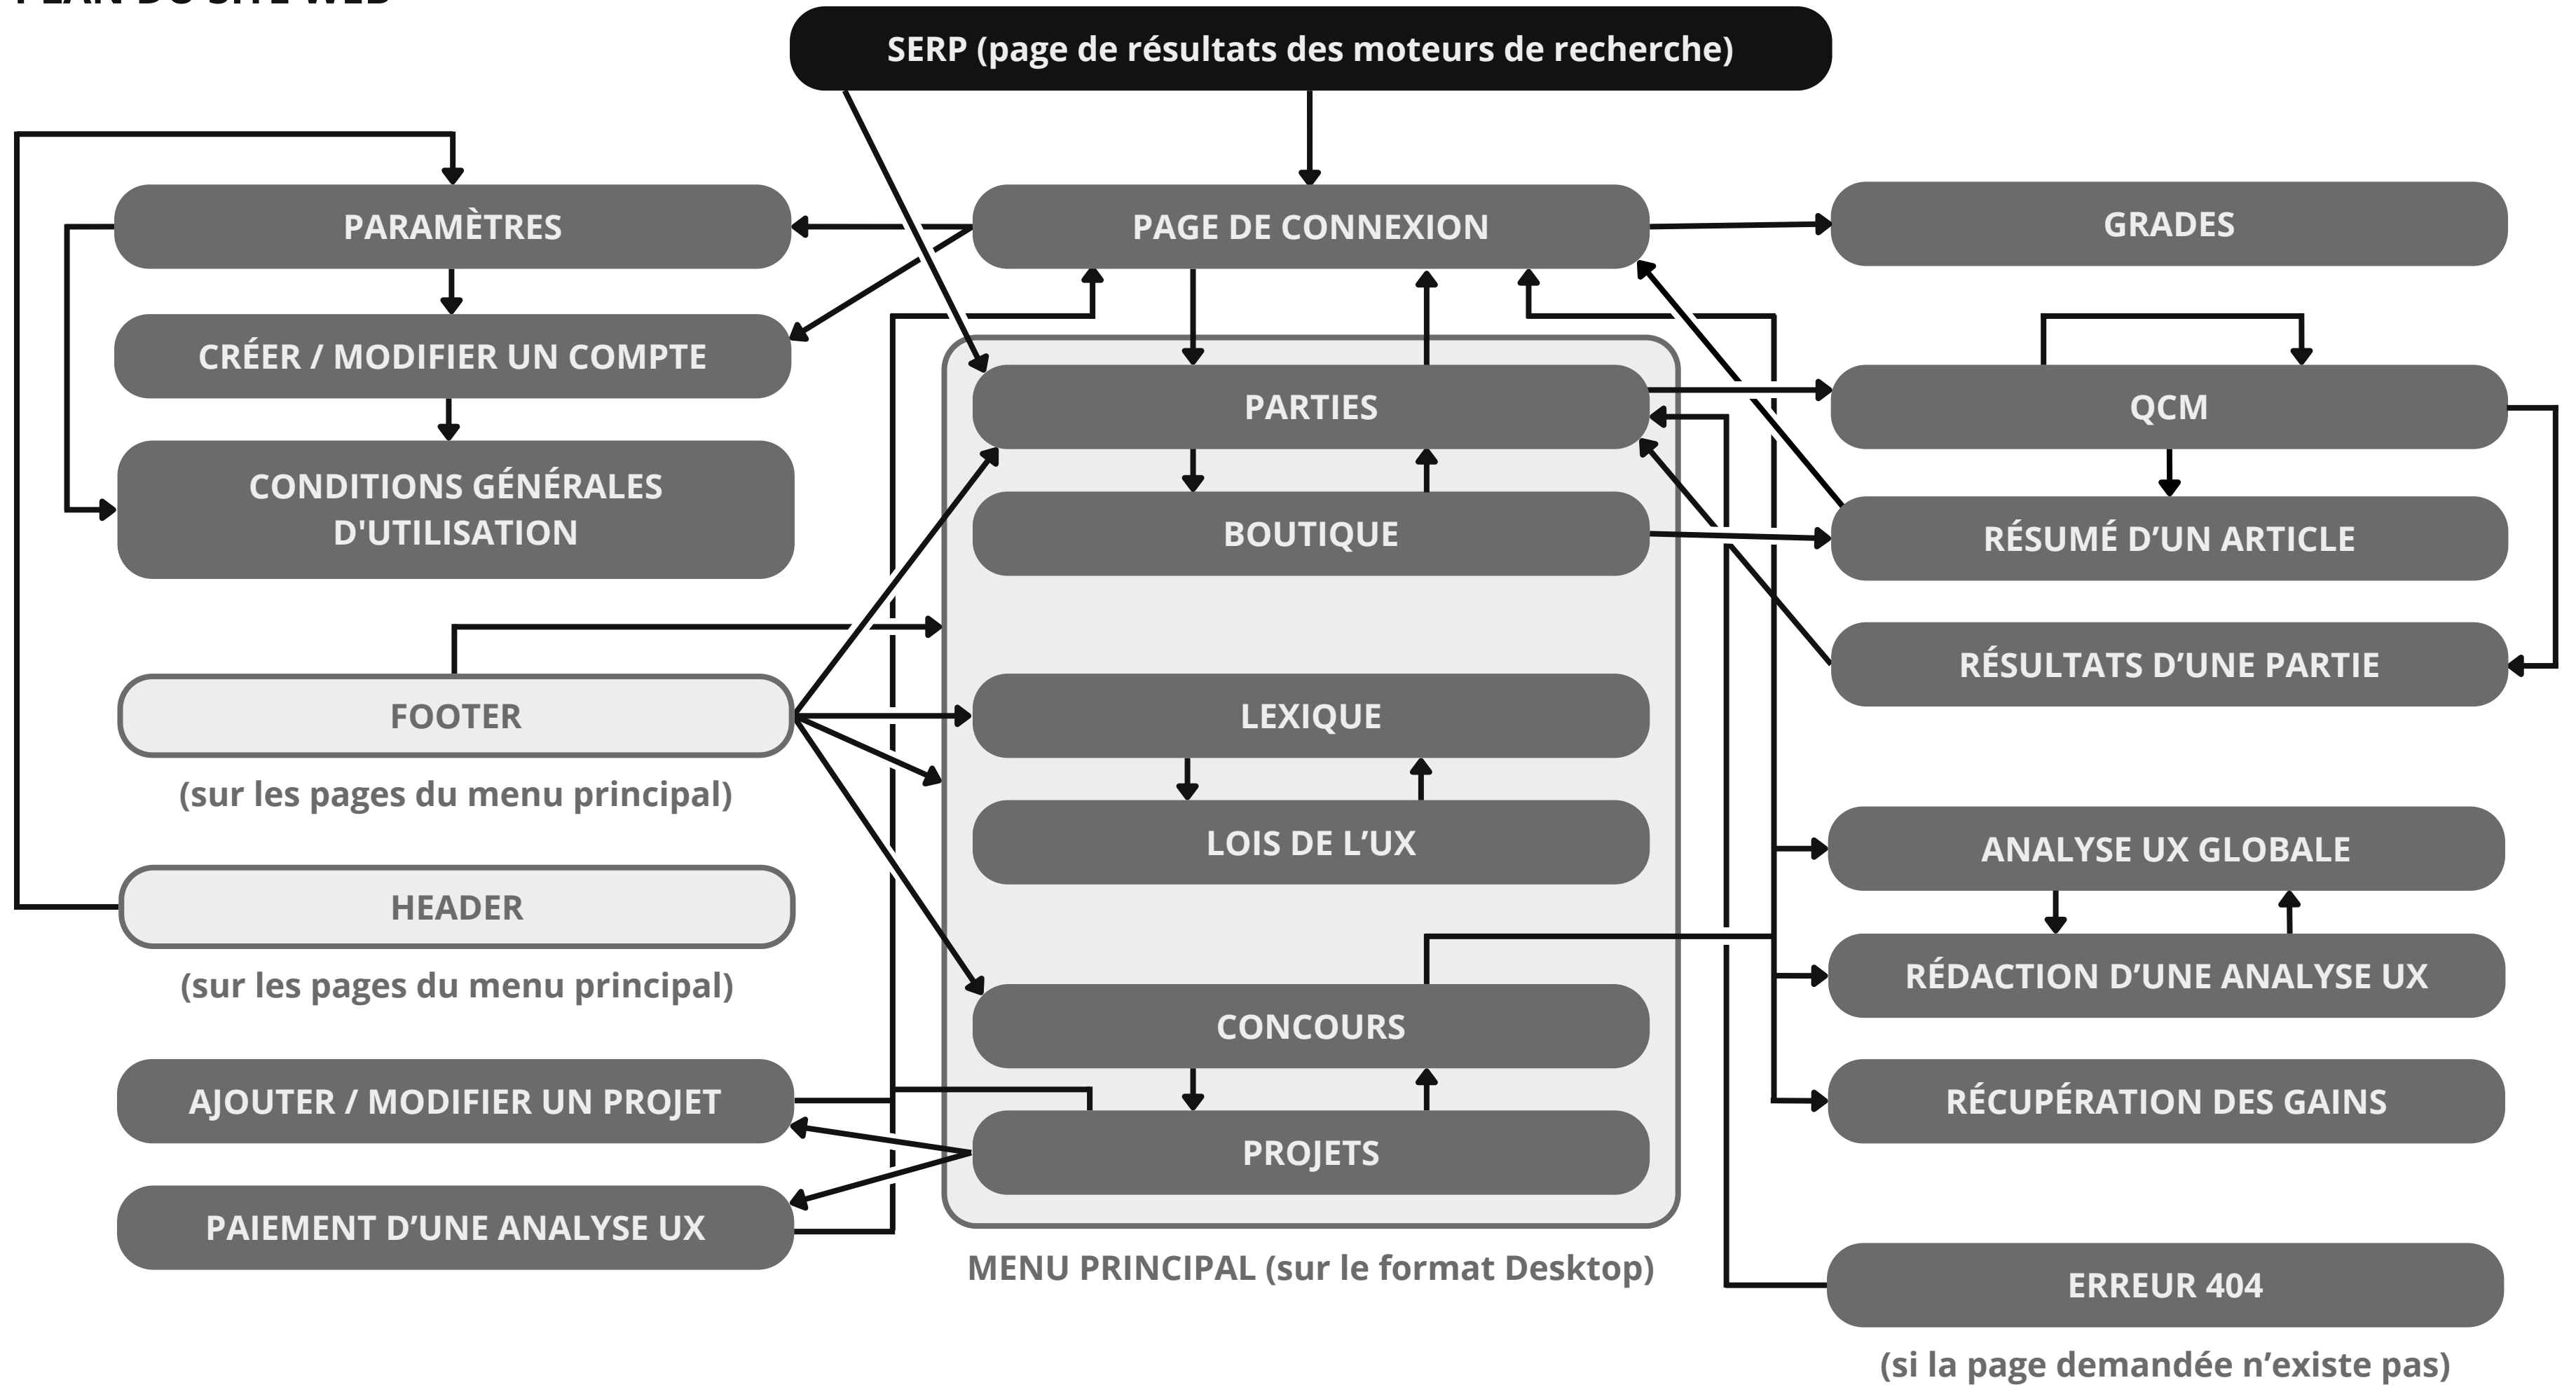 PLAN DU SITE WEB
SERP (page de résultats des moteurs de recherche)
PARAMÈTRES
PAGE DE CONNEXION
GRADES
CRÉER / MODIFIER UN COMPTE
PARTIES
QCM
CONDITIONS GÉNÉRALES
D'UTILISATION
BOUTIQUE
RÉSUMÉ D’UN ARTICLE
RÉSULTATS D’UNE PARTIE
FOOTER
(sur les pages du menu principal)
LEXIQUE
LOIS DE L’UX
ANALYSE UX GLOBALE
HEADER
(sur les pages du menu principal)
RÉDACTION D’UNE ANALYSE UX
CONCOURS
AJOUTER / MODIFIER UN PROJET
RÉCUPÉRATION DES GAINS
PROJETS
PAIEMENT D’UNE ANALYSE UX
MENU PRINCIPAL (sur le format Desktop)
ERREUR 404
(si la page demandée n’existe pas)